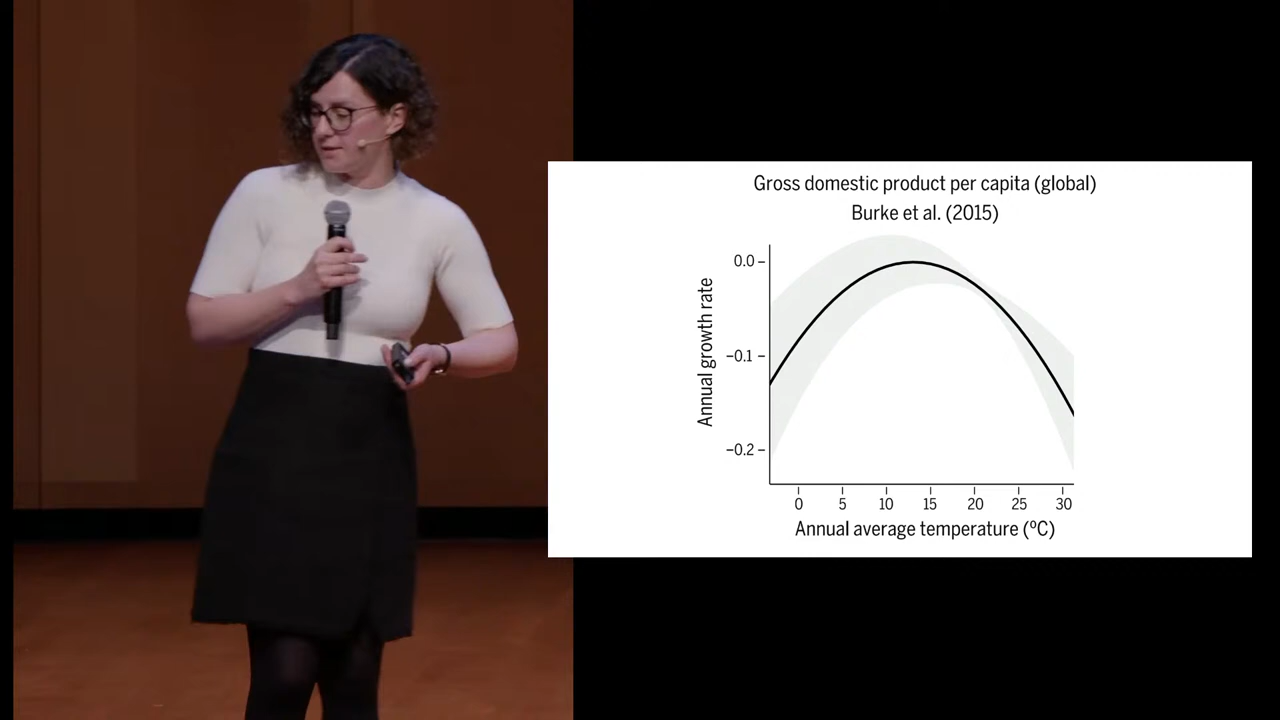 Gross domestic product per capita (global)
Burke et al. (2015)
Annual growth rate
0.0
−0.1
−0.2
0 5 10 15 20 25 30
Annual average temperature (ºC)